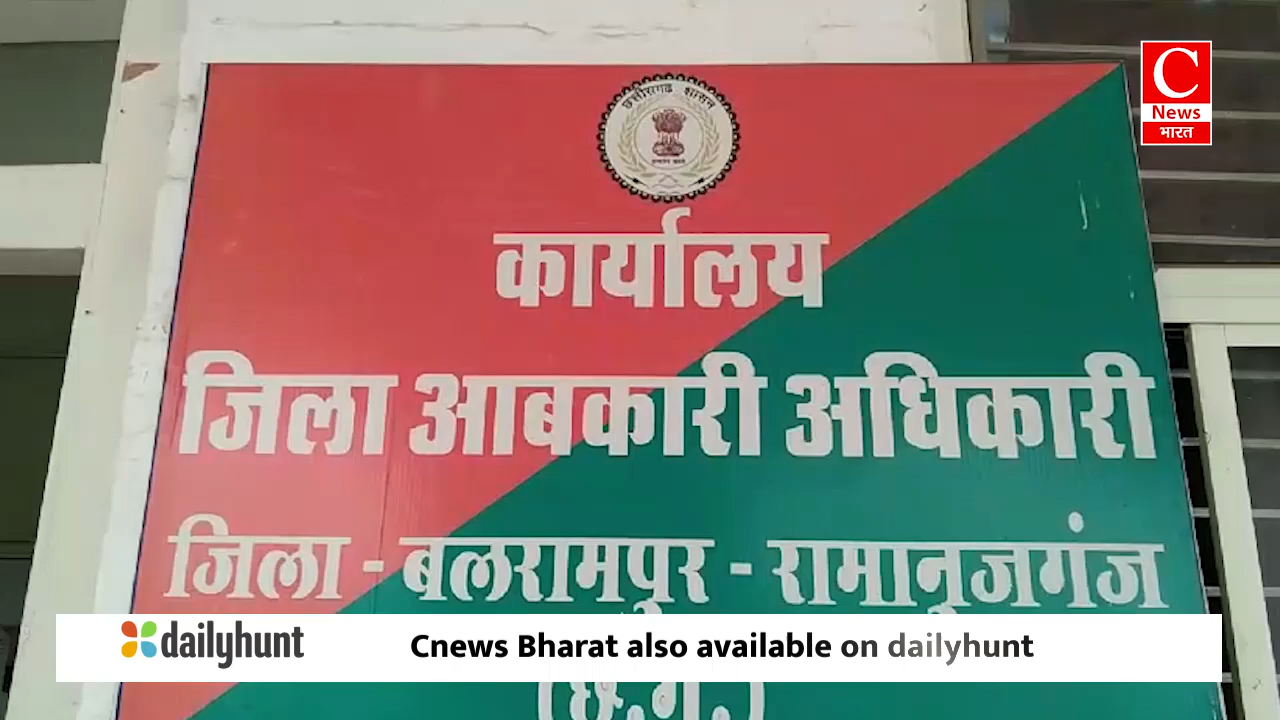 C
News
भारत
छत्तीसगढ़ शासन
कार्यालय
जिला आबकारी अधिकारी
जिला - बलरामपुर - रामानुजगंज
dailyhunt Cnews Bharat also available on dailyhunt
(छ.ग.)